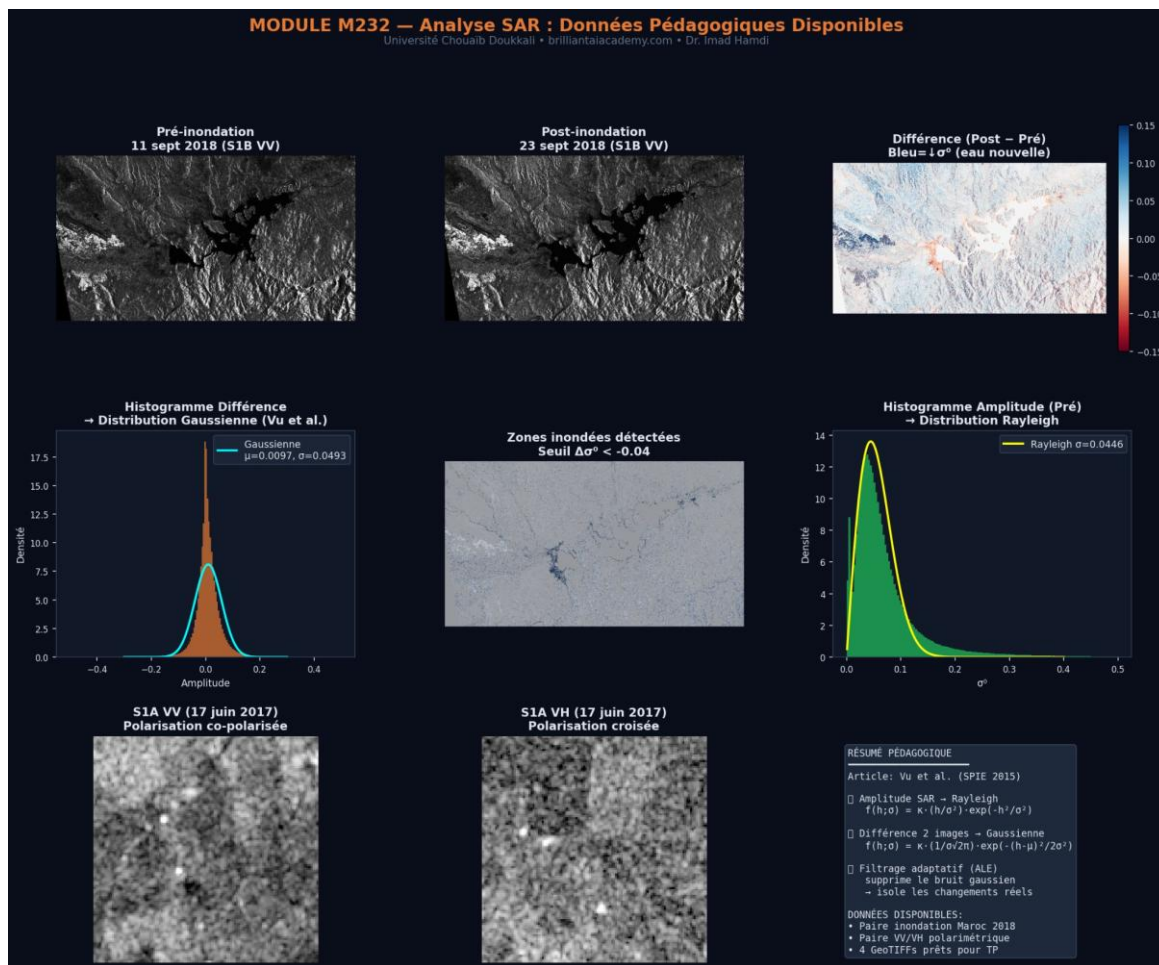 MODULE M232 — Analyse SAR : Données Pédagogiques Disponibles
Université Chouaïb Doukkali • brilliantaiacademy.com • Dr. Imad Hamdi
Pré-inondation
11 sept 2018 (S1B VV)
Post-inondation
23 sept 2018 (S1B VV)
Différence (Post − Pré)
Bleu=↓σ⁰ (eau nouvelle)
0.15
0.10
0.05
0.00
−0.05
−0.10
−0.15
Histogramme Différence
→ Distribution Gaussienne (Vu et al.)
Gaussienne
μ=0.0097, σ=0.0493
Densité
17.5
15.0
12.5
10.0
7.5
5.0
2.5
0.0
−0.4 −0.2 0.0 0.2 0.4
Amplitude
Zones inondées détectées
Seuil Δσ⁰ < -0.04
Histogramme Amplitude (Pré)
→ Distribution Rayleigh
Rayleigh σ=0.0446
Densité
14
12
10
8
6
4
2
0
0.0 0.1 0.2 0.3 0.4 0.5
σ⁰
S1A VV (17 juin 2017)
Polarisation co-polarisée
S1A VH (17 juin 2017)
Polarisation croisée
RÉSUMÉ PÉDAGOGIQUE
Article: Vu et al. (SPIE 2015)
Amplitude SAR → Rayleigh
f(h;σ) = κ·(h/σ²)·exp(-h²/σ²)
Différence 2 images → Gaussienne
f(h;σ) = κ·(1/σ√2π)·exp(-(h-μ)²/2σ²)
Filtrage adaptatif (ALE)
supprime le bruit gaussien
→ isole les changements réels
DONNÉES DISPONIBLES:
• Paire inondation Maroc 2018
• Paire VV/VH polarimétrique
• 4 GeoTIFFs prêts pour TP